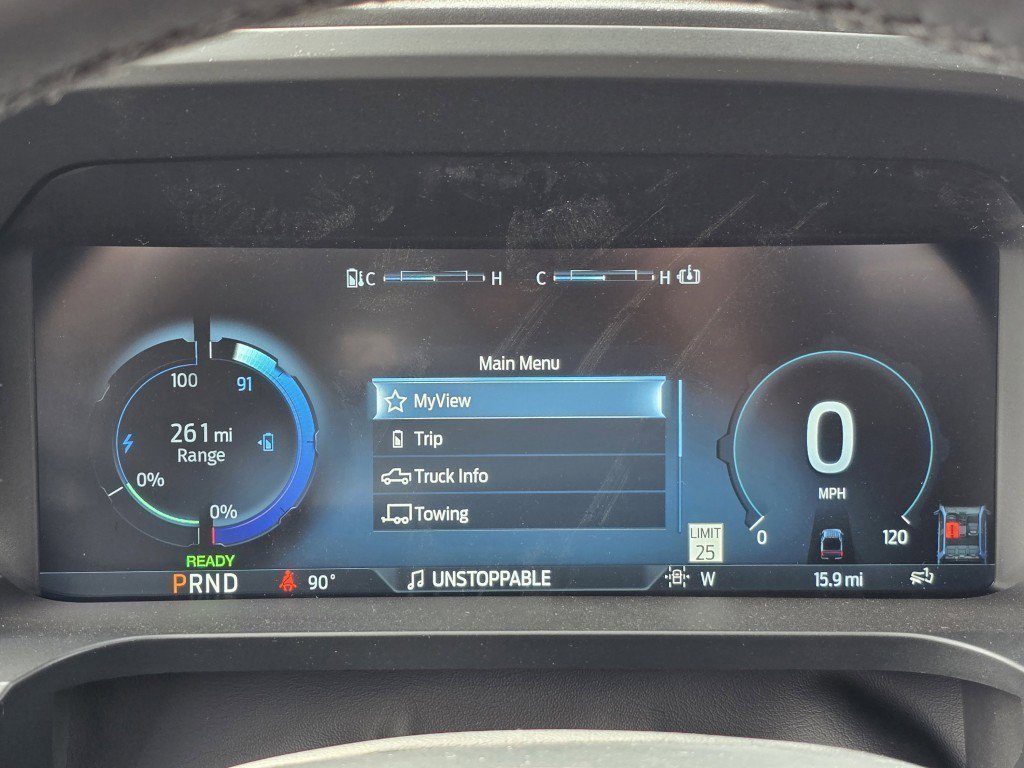 C H C H
Main Menu
MyView
Trip
Truck Info
Towing
100 91
261 mi
Range
0% 0%
READY
PRND 90°
UNSTOPPABLE
LIMIT
25
W
0
MPH
0 120
15.9 mi